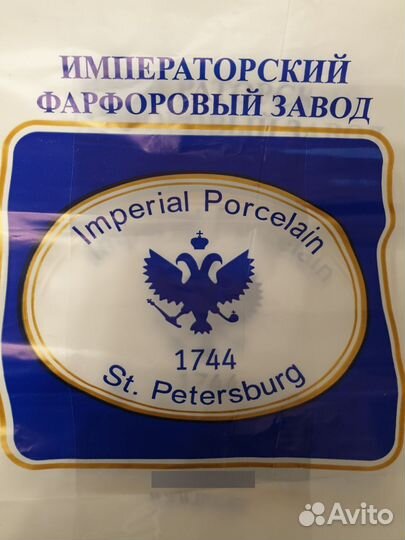 ИМПЕРАТОРСКИЙ
ФАРФОРОВЫЙ ЗАВОД
Imperial Porcelain
1744
St. Petersburg
Avito